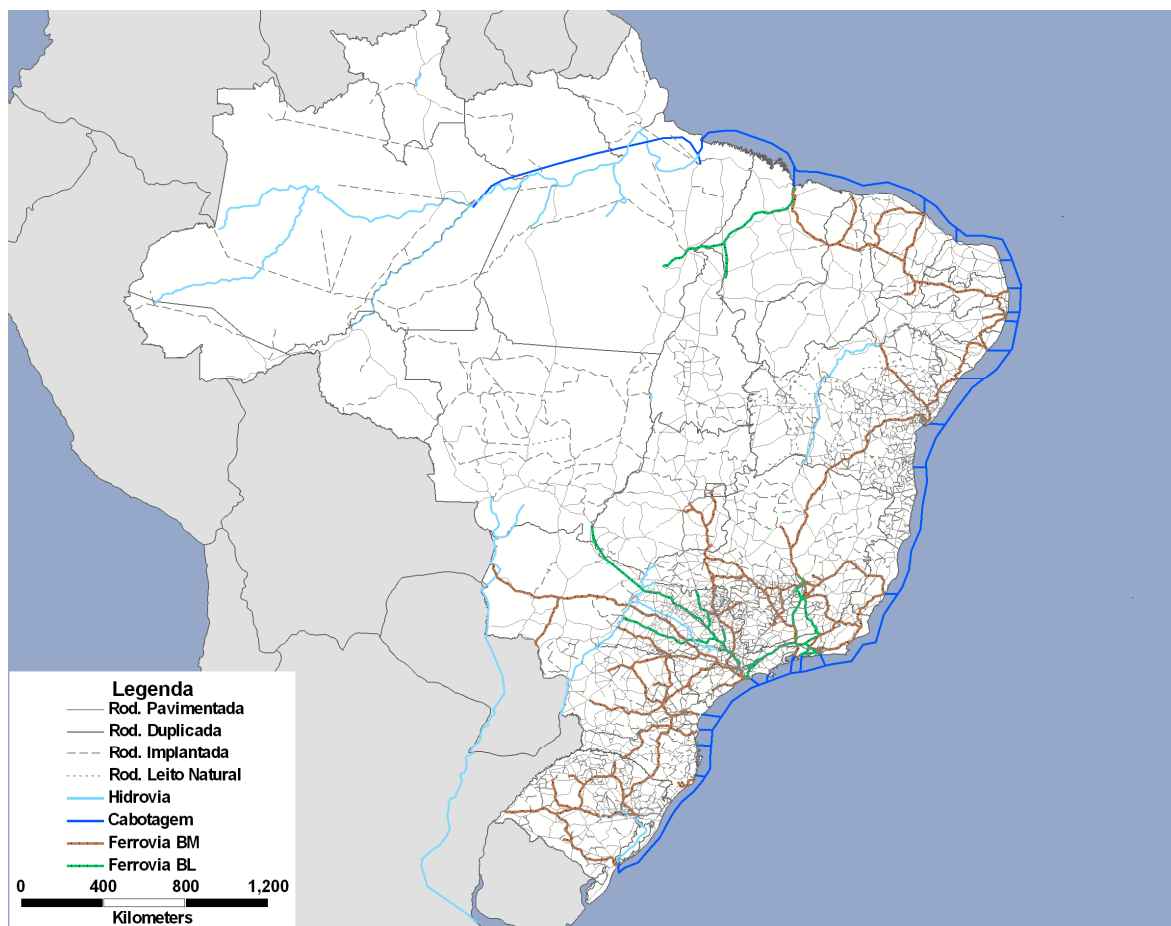 Legenda
Rod. Pavimentada
Rod. Duplicada
Rod. Implantada
Rod. Leito Natural
Hidrovia
Cabotagem
Ferrovia BM
Ferrovia BL
0 400 800 1,200
Kilometers